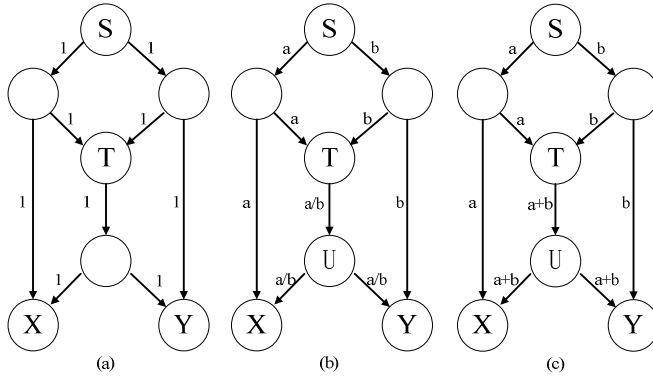 S S S
1 1 a b a b
1 1 a b a b
T T T
1 1 1 a a/b b a a+b b
U U
1 1 a/b a/b a+b a+b
X Y X Y X Y
(a) (b) (c)